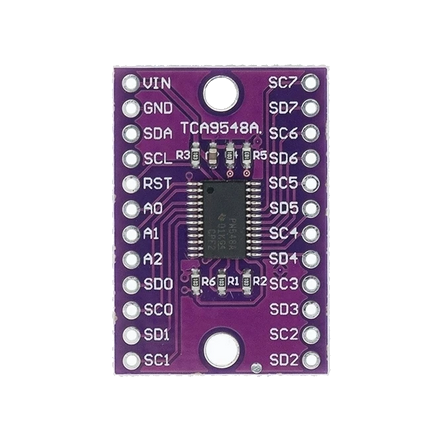 VIN
GND
SDA
SCL
RST
A0
A1
A2
SD0
SC0
SD1
SC1
TCA9548A.
R3
R5
PW548A
R6
R1
R2
SC7
SD7
SC6
SD6
SC5
SD5
SC4
SD4
SC3
SD3
SC2
SD2